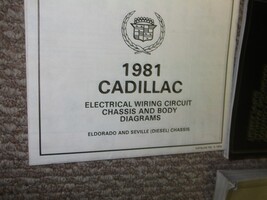 1981
CADILLAC
ELECTRICAL WIRING CIRCUIT
CHASSIS AND BODY
DIAGRAMS
ELDORADO AND SEVILLE (DIESEL) CHASSIS